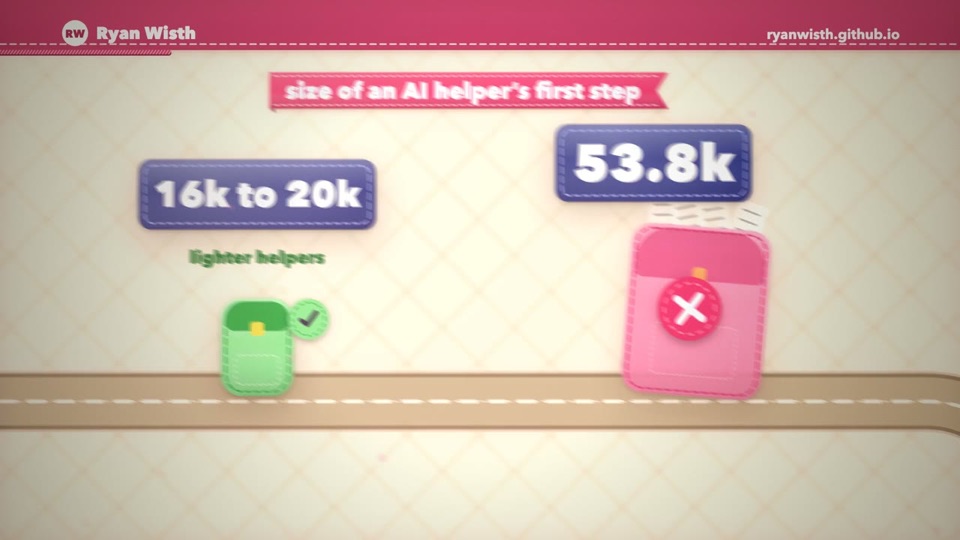 RW Ryan Wisth
ryanwisth.github.io
size of an AI helper's first step
16k to 20k
53.8k
lighter helpers